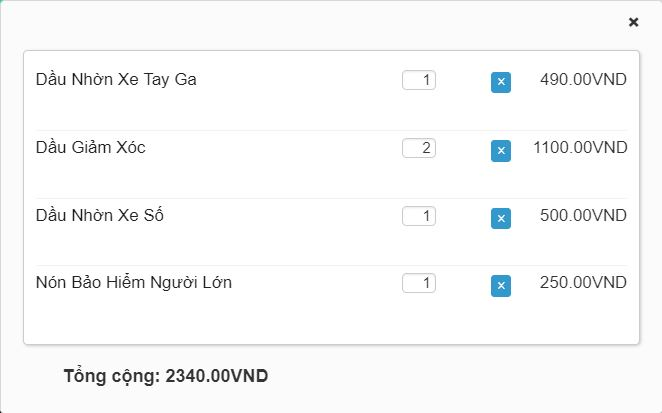 ×
Dầu Nhờn Xe Tay Ga 1 × 490.00VND
Dầu Giảm Xóc 2 × 1100.00VND
Dầu Nhờn Xe Số 1 × 500.00VND
Nón Bảo Hiểm Người Lớn 1 × 250.00VND
Tổng cộng: 2340.00VND